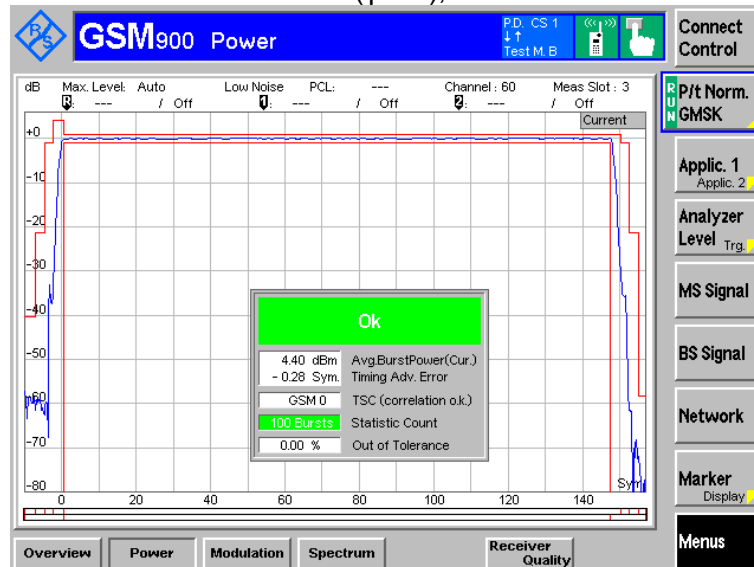 GSM900 Power
P.D. CS 1
Test M. B
Connect
Control
dB Max. Level: Auto Low Noise PCL: --- Channel : 60 Meas Slot : 3
R: --- / Off 1: --- / Off 2: --- / Off
Current
RUN
P/t Norm.
GMSK
Applic. 1
Applic. 2
Analyzer
Level Trg.
MS Signal
BS Signal
Network
Marker
Display
Menus
+0
-10
-20
-30
-40
-50
-60
-70
-80
Ok
4.40 dBm Avg.BurstPower(Cur.)
- 0.28 Sym. Timing Adv. Error
GSM 0 TSC (correlation o.k.)
100 Bursts Statistic Count
0.00 % Out of Tolerance
0 20 40 60 80 100 120 140 Sym
Overview Power Modulation Spectrum Receiver
Quality